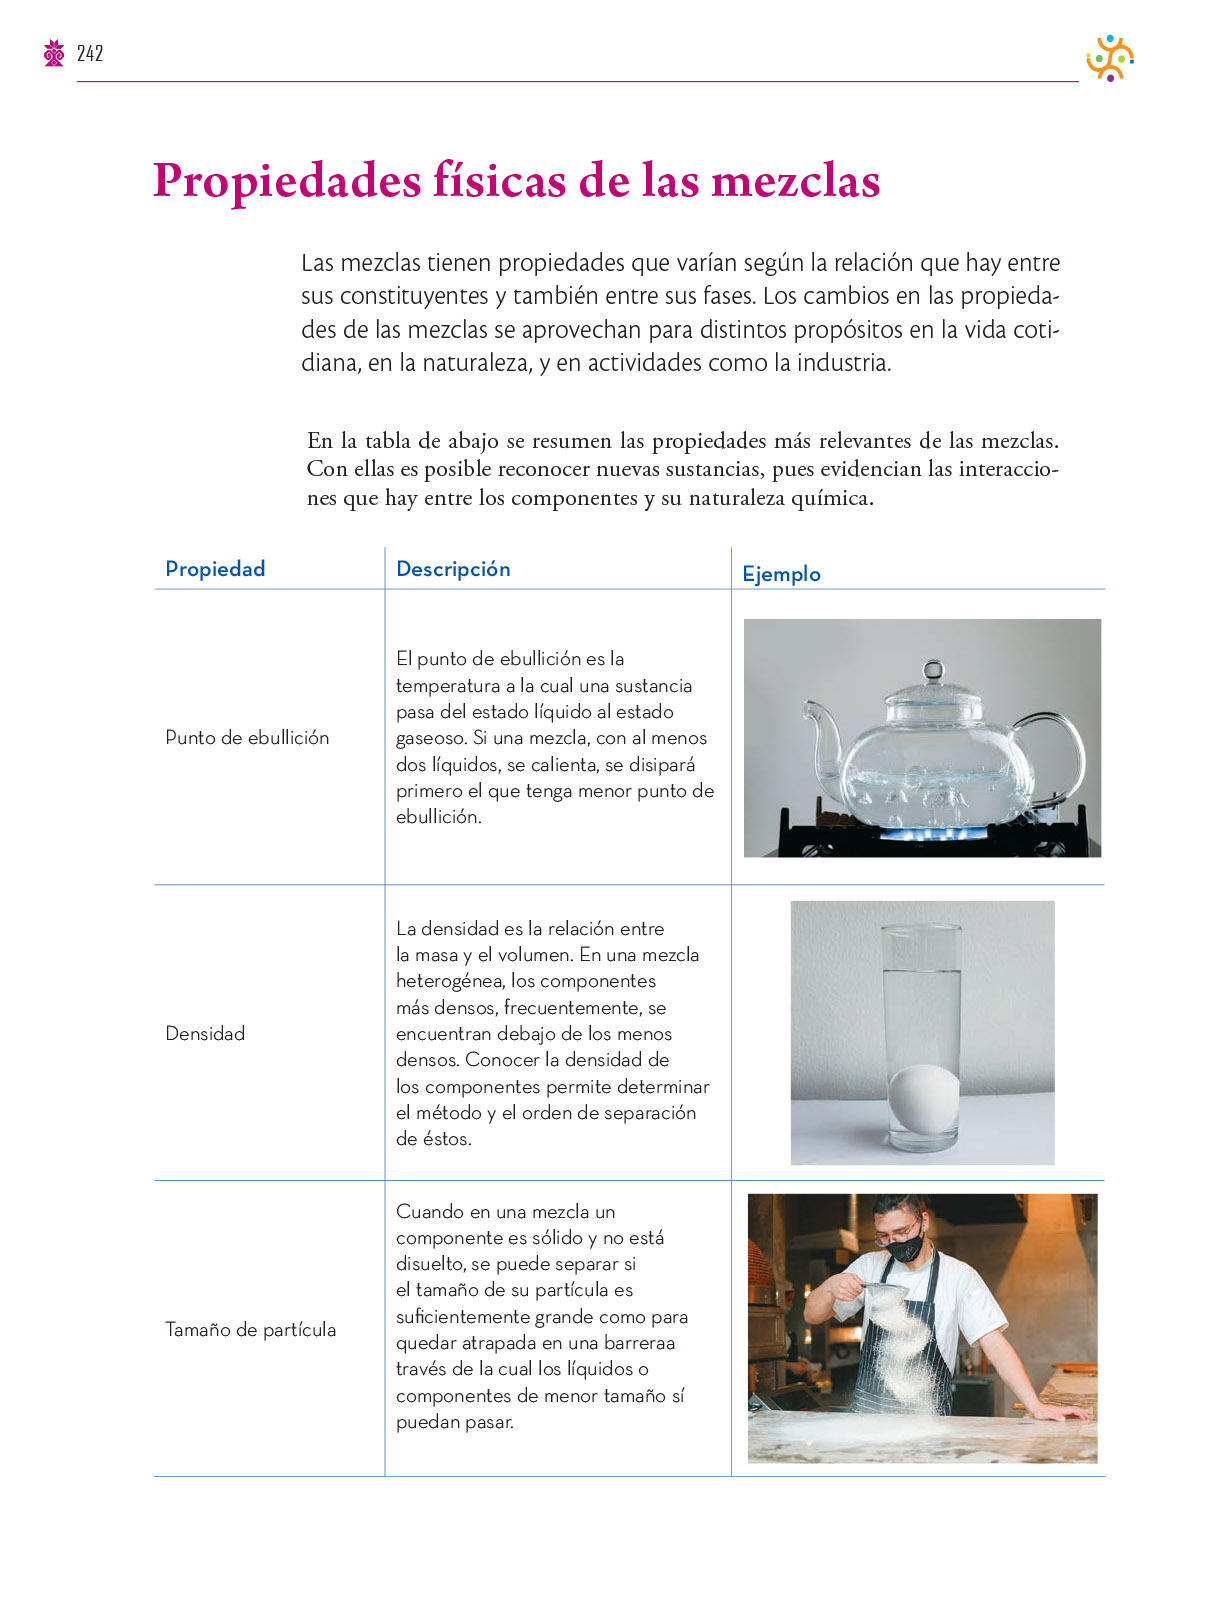 242
Propiedades físicas de las mezclas
Las mezclas tienen propiedades que varían según la relación que hay entre
sus constituyentes y también entre sus fases. Los cambios en las propieda-
des de las mezclas se aprovechan para distintos propósitos en la vida coti-
diana, en la naturaleza, y en actividades como la industria.
En la tabla de abajo se resumen las propiedades más relevantes de las mezclas.
Con ellas es posible reconocer nuevas sustancias, pues evidencian las interaccio-
nes que hay entre los componentes y su naturaleza química.
Propiedad
Descripción
Ejemplo
Punto de ebullición
El punto de ebullición es la
temperatura a la cual una sustancia
pasa del estado líquido al estado
gaseoso. Si una mezcla, con al menos
dos líquidos, se calienta, se disipará
primero el que tenga menor punto de
ebullición.
Densidad
La densidad es la relación entre
la masa y el volumen. En una mezcla
heterogénea, los componentes
más densos, frecuentemente, se
encuentran debajo de los menos
densos. Conocer la densidad de
los componentes permite determinar
el método y el orden de separación
de éstos.
Tamaño de partícula
Cuando en una mezcla un
componente es sólido y no está
disuelto, se puede separar si
el tamaño de su partícula es
suficientemente grande como para
quedar atrapada en una barreraa
través de la cual los líquidos o
componentes de menor tamaño sí
puedan pasar.